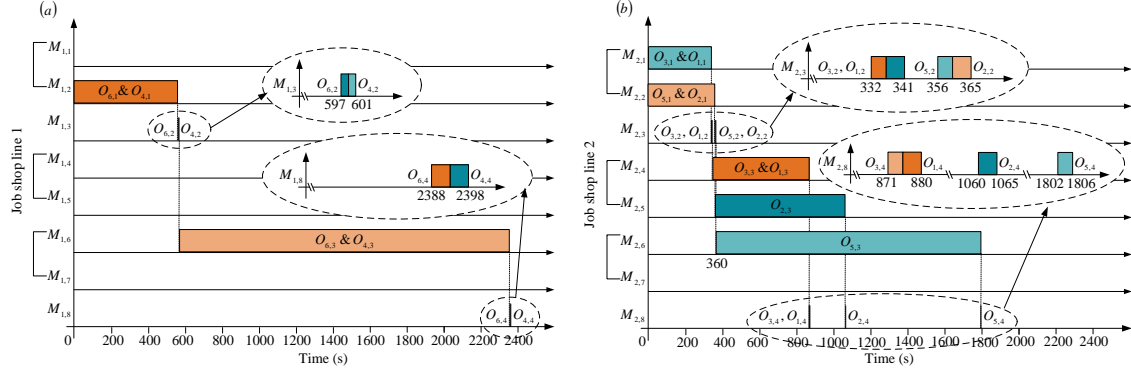 (a)
Job shop line 1
M1,1
M1,2
M1,3
M1,4
M1,5
M1,6
M1,7
M1,8
O6,1 & O4,1
O6,2 O4,2
M1,3 O6,2 O4,2
597 601
M1,8 O6,4 O4,4
2388 2398
O6,3 & O4,3
O6,4 O4,4
0 200 400 600 800 1000 1200 1400 1600 1800 2000 2200 2400
Time (s)
(b)
Job shop line 2
M2,1
M2,2
M2,3
M2,4
M2,5
M2,6
M2,7
M2,8
O3,1 & O1,1
O5,1 & O2,1
O3,2, O1,2 O5,2, O2,2
M2,3 O3,2, O1,2 O5,2 O2,2
332 341 356 365
O3,3 & O1,3
M2,8 O3,4 O1,4 O2,4 O5,4
871 880 1060 1065 1802 1806
O2,3
O5,3
360
O3,4, O1,4 O2,4 O5,4
0 200 400 600 800 1000 1200 1400 1600 1800 2000 2200 2400
Time (s)